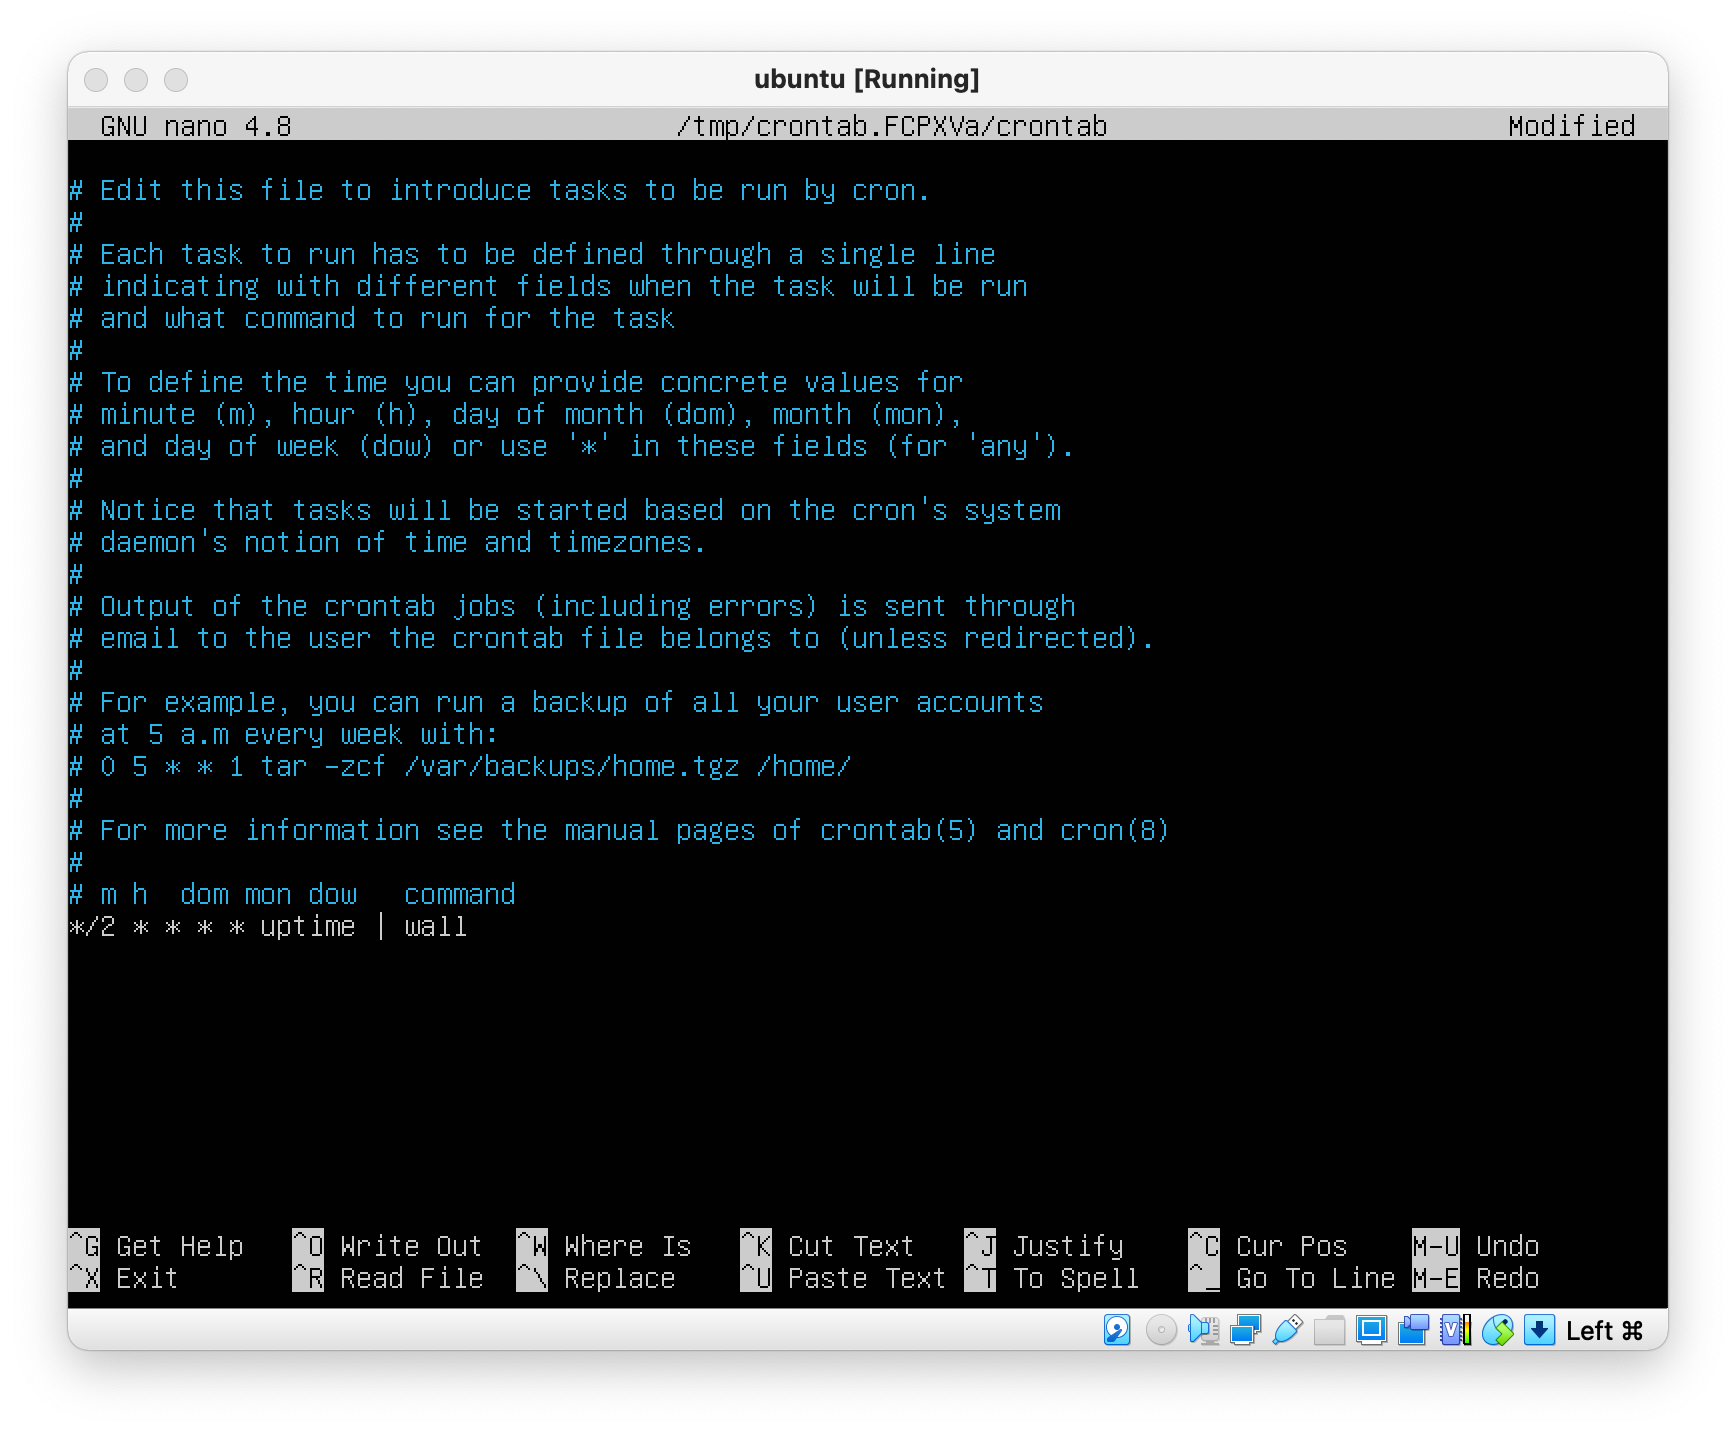 ubuntu [Running]
GNU nano 4.8 /tmp/crontab.FCPXVa/crontab Modified
# Edit this file to introduce tasks to be run by cron.
#
# Each task to run has to be defined through a single line
# indicating with different fields when the task will be run
# and what command to run for the task
#
# To define the time you can provide concrete values for
# minute (m), hour (h), day of month (dom), month (mon),
# and day of week (dow) or use '*' in these fields (for 'any').
#
# Notice that tasks will be started based on the cron's system
# daemon's notion of time and timezones.
#
# Output of the crontab jobs (including errors) is sent through
# email to the user the crontab file belongs to (unless redirected).
#
# For example, you can run a backup of all your user accounts
# at 5 a.m every week with:
# 0 5 * * 1 tar -zcf /var/backups/home.tgz /home/
#
# For more information see the manual pages of crontab(5) and cron(8)
#
# m h  dom mon dow   command
*/2 * * * * uptime | wall
^G Get Help ^O Write Out ^W Where Is ^K Cut Text ^J Justify ^C Cur Pos M-U Undo
^X Exit ^R Read File ^\ Replace ^U Paste Text ^T To Spell ^_ Go To Line M-E Redo
Left ⌘